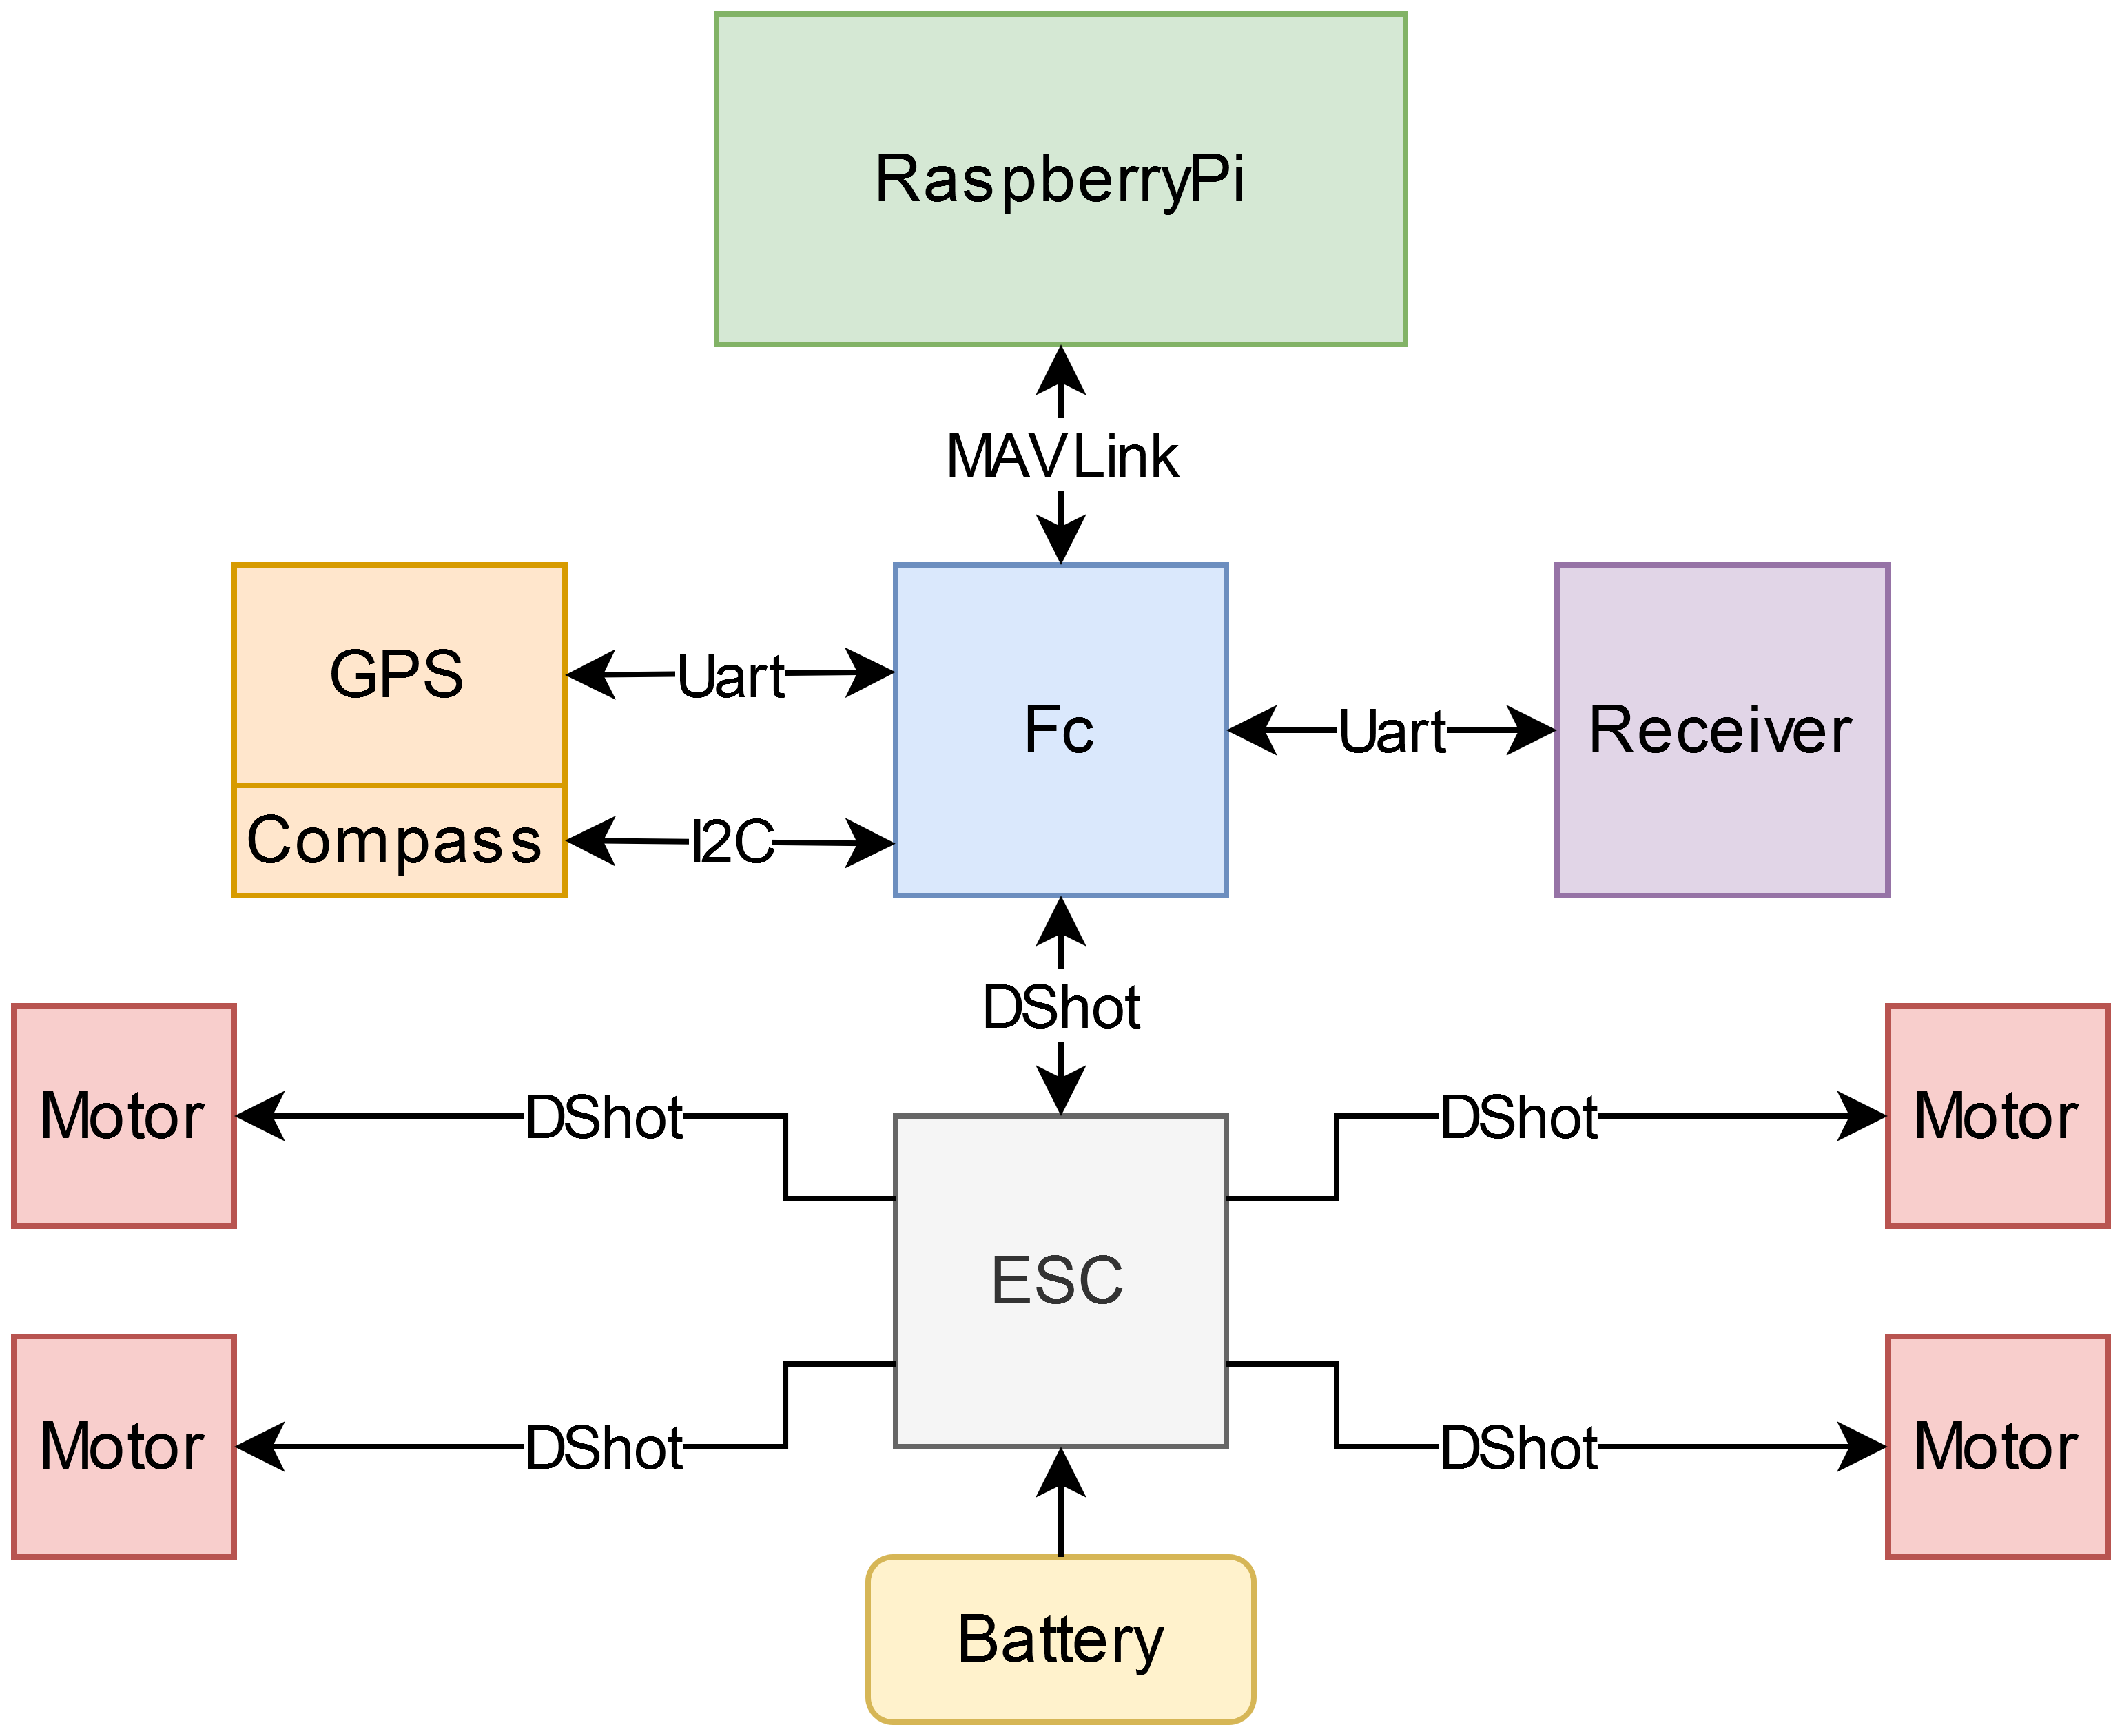 RaspberryPi
MAVLink
GPS
Uart
Fc
Uart
Receiver
Compass
I2C
DShot
Motor
DShot
DShot
Motor
ESC
Motor
DShot
DShot
Motor
Battery